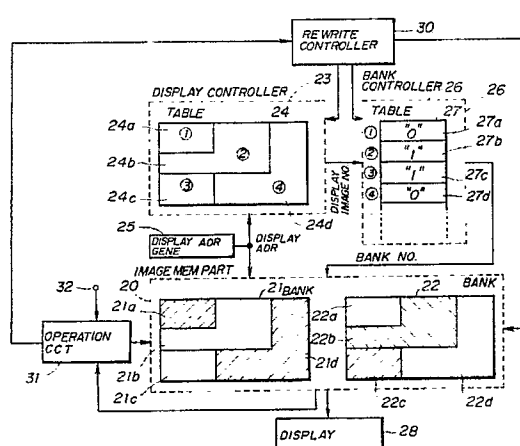 REWRITE CONTROLLER
30
DISPLAY CONTROLLER
23
BANK CONTROLLER 26
26
TABLE 24
24a
24b
24c
24d
① ② ③ ④
DISPLAY IMAGE NO.
TABLE 27
① "0" 27a
② "1" 27b
③ "1" 27c
④ "0" 27d
25
DISPLAY ADR GENE
DISPLAY ADR
BANK NO.
IMAGE MEM PART
20
21 BANK
21a
21b
21c
21d
22 BANK
22a
22b
22c
22d
32
OPERATION CCT
31
DISPLAY
28